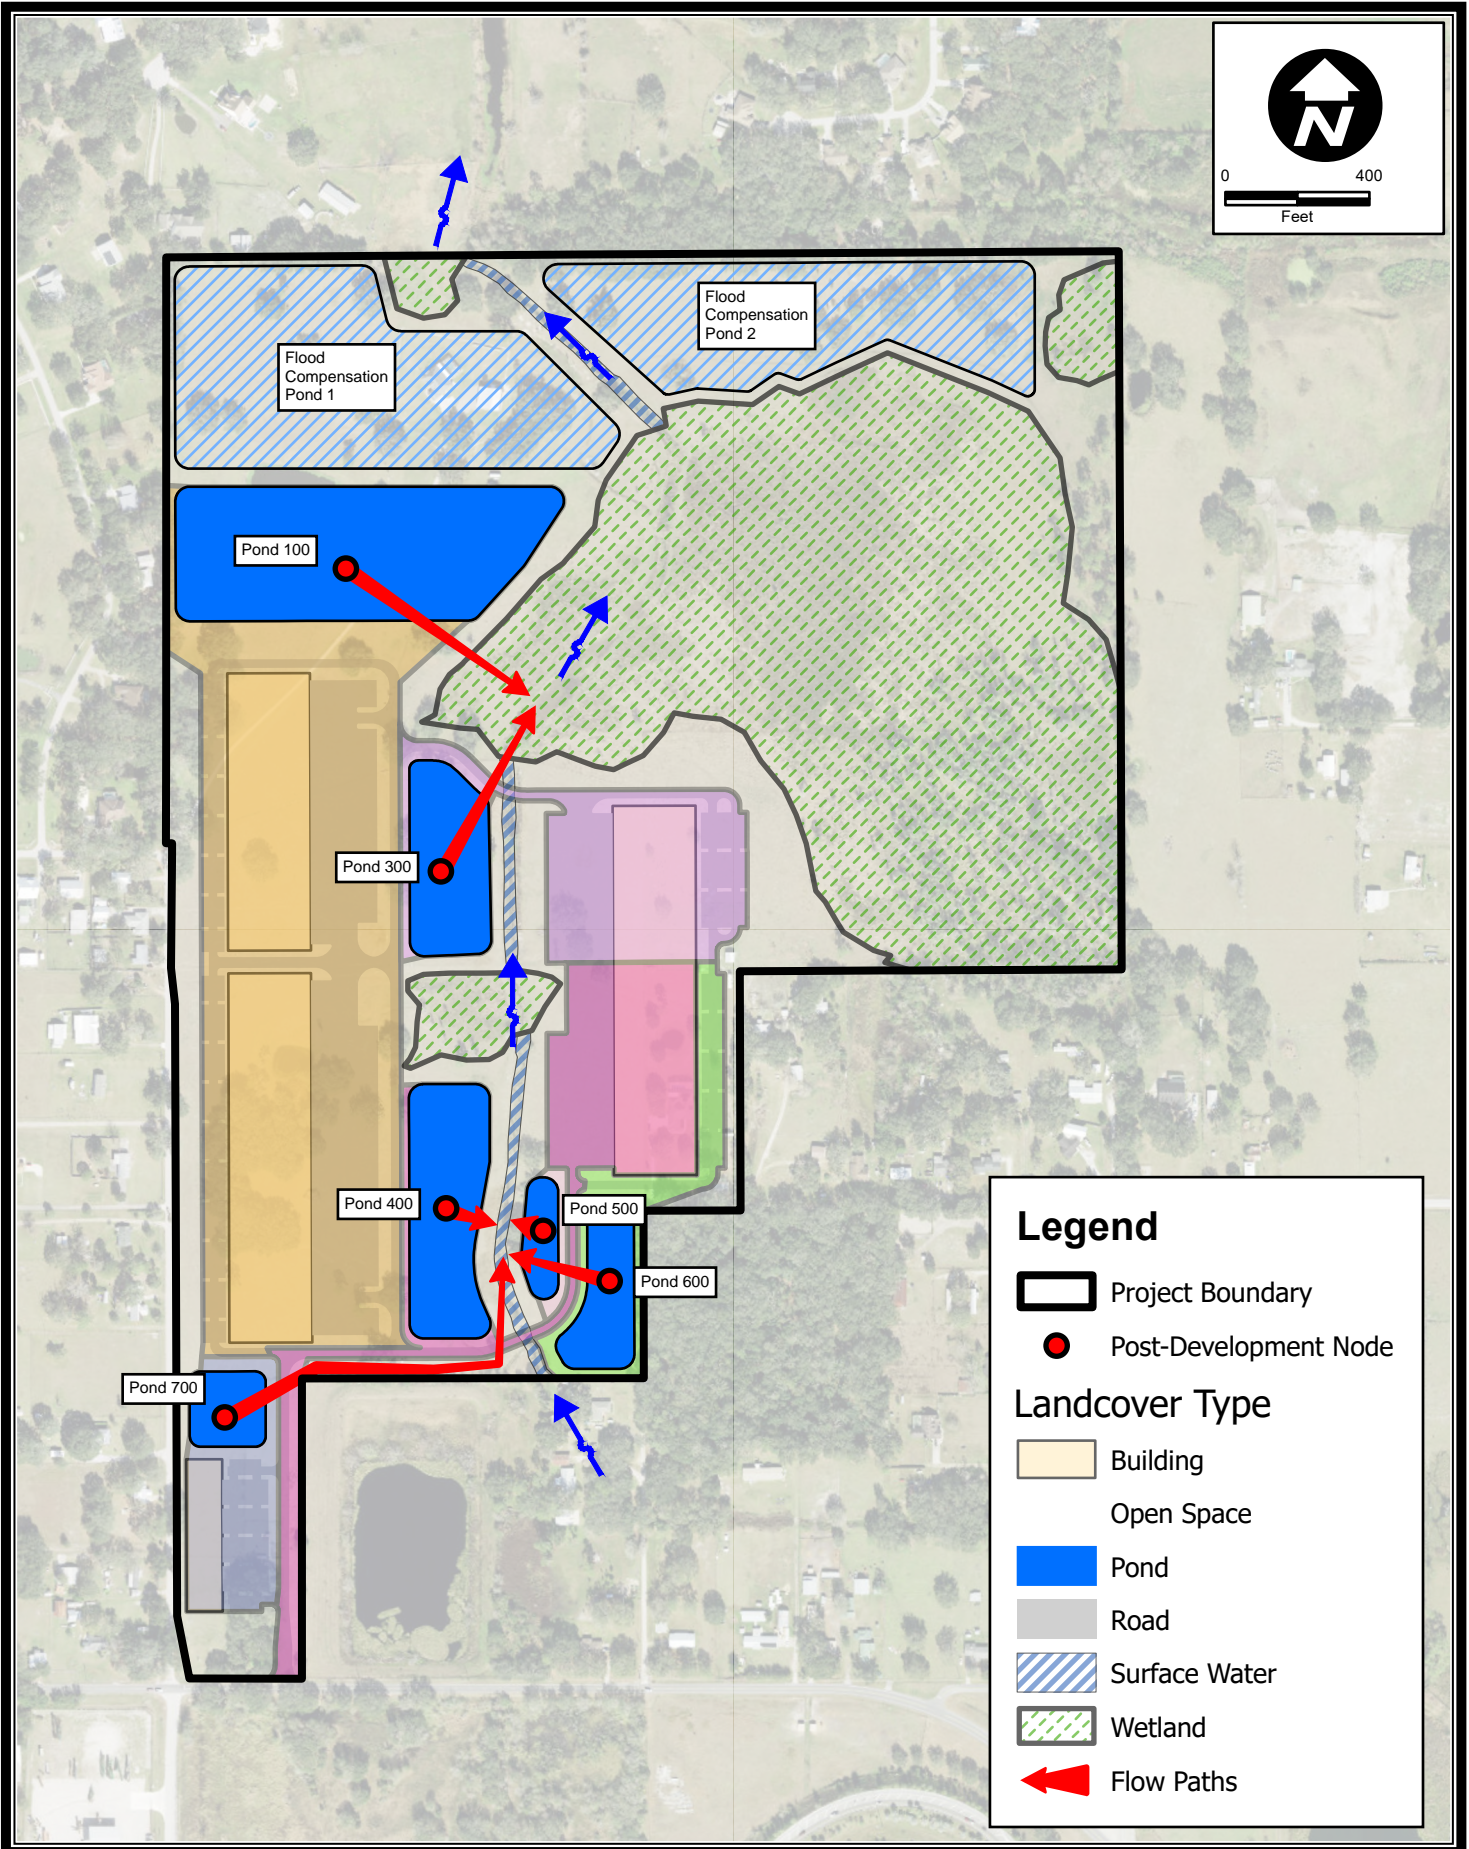 N
0 400
Feet
Flood
Compensation
Pond 2
Flood
Compensation
Pond 1
Pond 100
Pond 300
Pond 400
Pond 500
Pond 600
Pond 700
Legend
Project Boundary
Post-Development Node
Landcover Type
Building
Open Space
Pond
Road
Surface Water
Wetland
Flow Paths